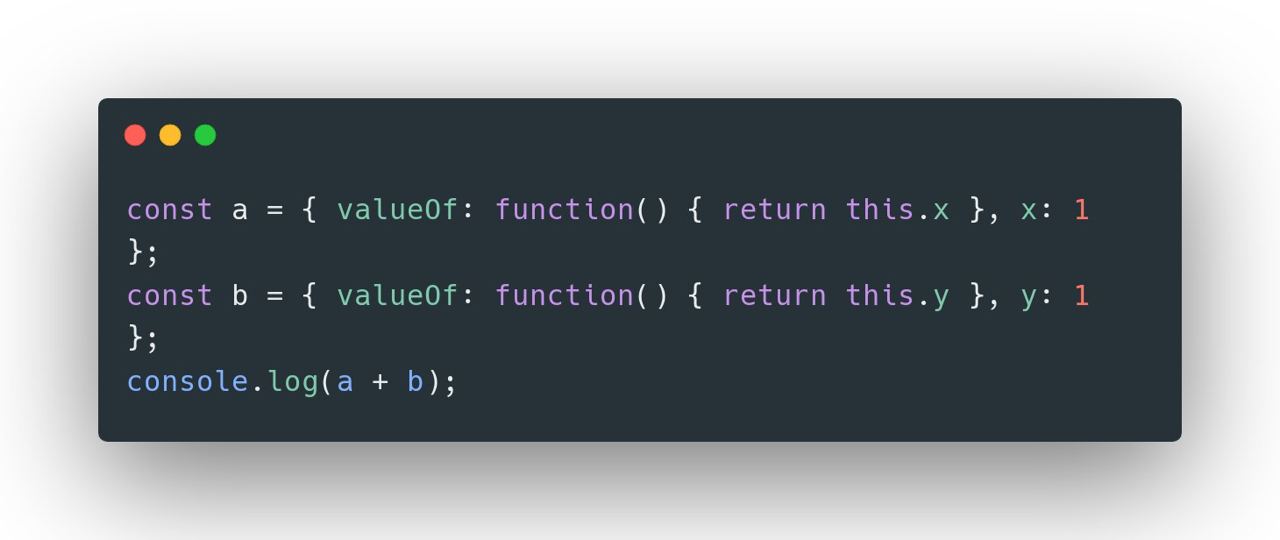 const a = { valueOf: function() { return this.x }, x: 1
};
const b = { valueOf: function() { return this.y }, y: 1
};
console.log(a + b);